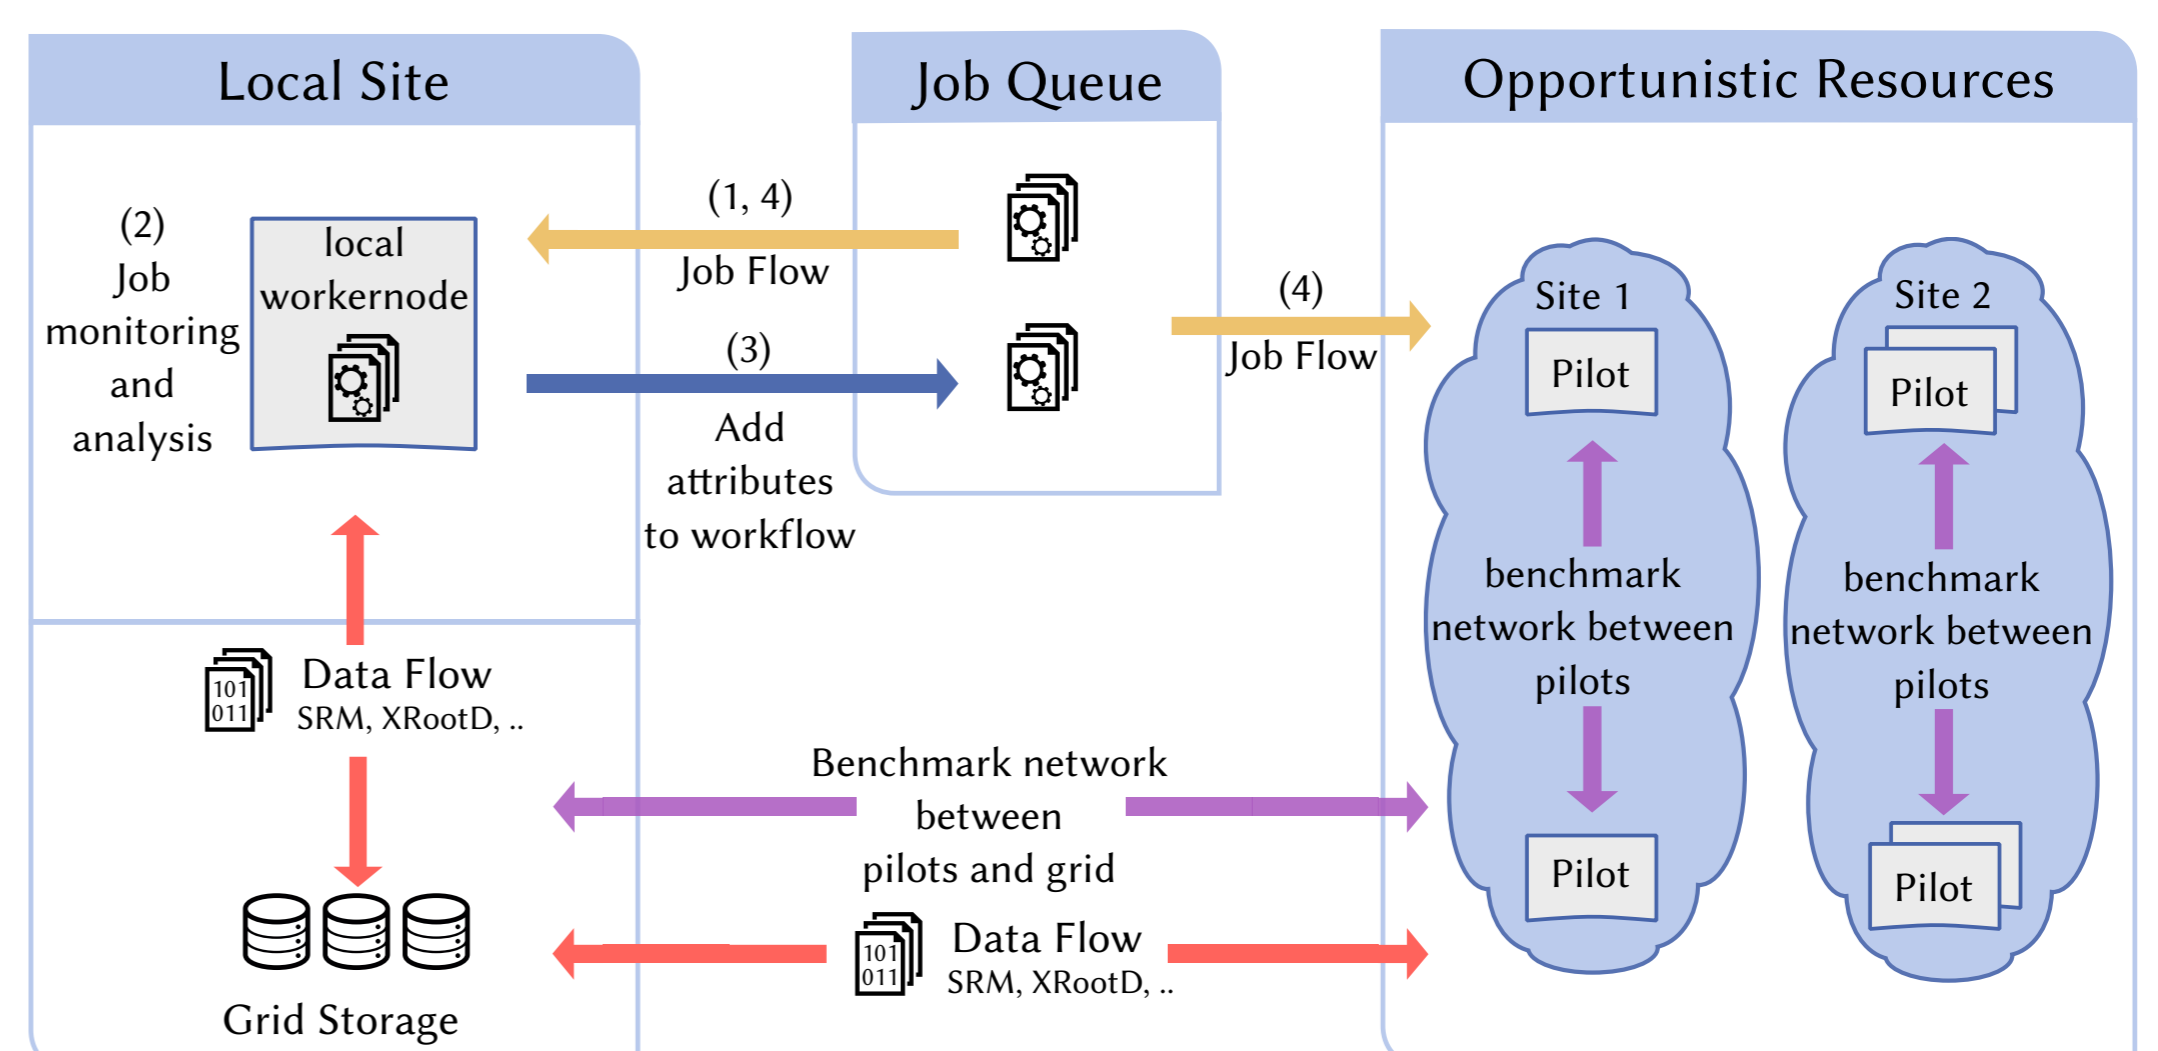 Local Site
Job Queue
Opportunistic Resources
(2)
Job
monitoring
and
analysis
local
workernode
(1, 4)
Job Flow
(3)
Add
attributes
to workflow
(4)
Job Flow
Site 1
Pilot
benchmark
network between
pilots
Pilot
Site 2
Pilot
benchmark
network between
pilots
Pilot
101
011
Data Flow
SRM, XRootD, ..
Grid Storage
Benchmark network
between
pilots and grid
101
011
Data Flow
SRM, XRootD, ..